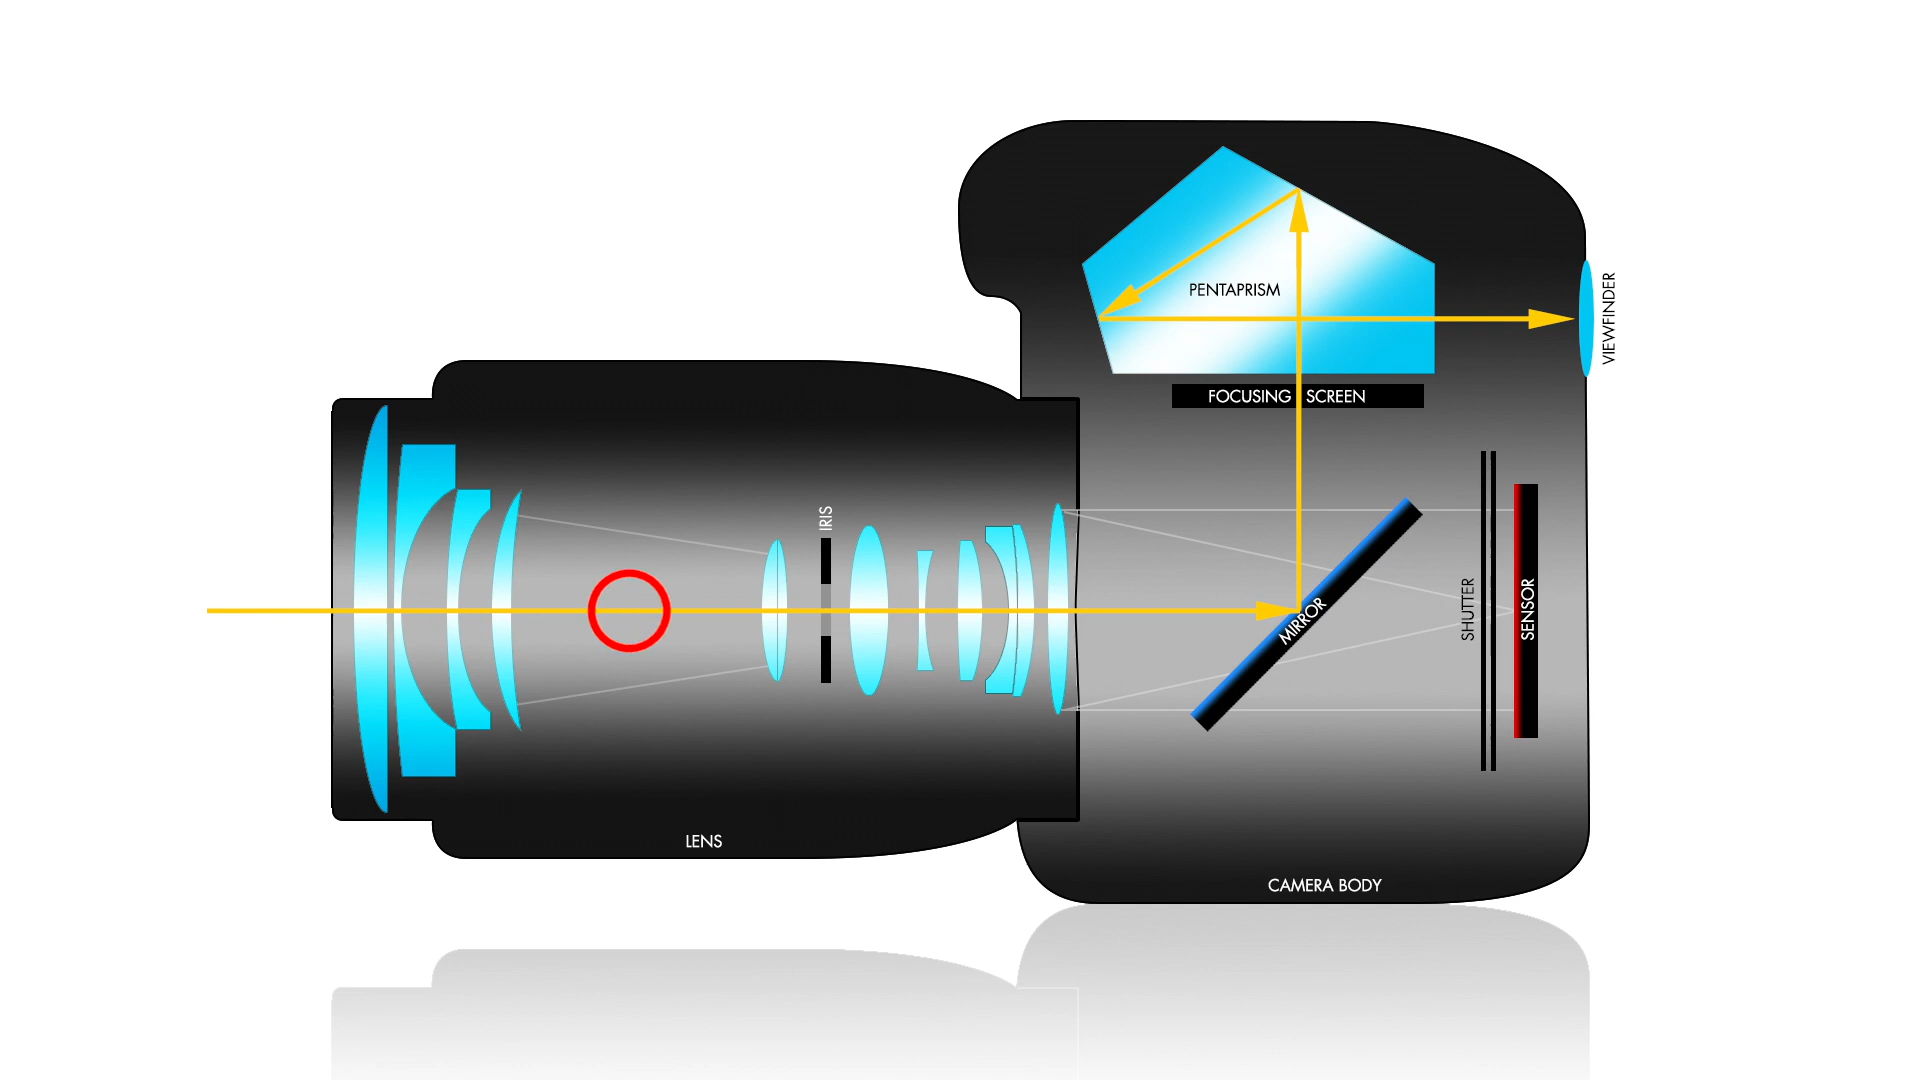 PENTAPRISM
VIEWFINDER
FOCUSING SCREEN
IRIS
MIRROR
SHUTTER
SENSOR
LENS
CAMERA BODY